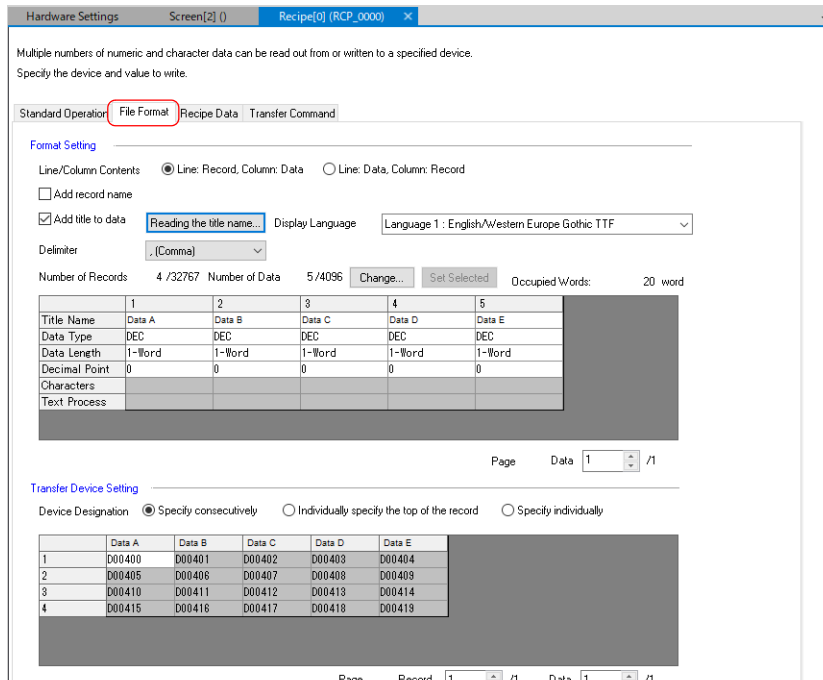 Hardware Settings Screen[2] () Recipe[0] (RCP_0000) ×
Multiple numbers of numeric and character data can be read out from or written to a specified device.
Specify the device and value to write.
Standard Operation File Format Recipe Data Transfer Command
Format Setting
Line/Column Contents Line: Record, Column: Data Line: Data, Column: Record
Add record name
Add title to data Reading the title name... Display Language Language 1 : English/Western Europe Gothic TTF
Delimiter , (Comma)
Number of Records 4 /32767 Number of Data 5/4096 Change... Set Selected Occupied Words: 20 word
1 2 3 4 5
Title Name Data A Data B Data C Data D Data E
Data Type DEC DEC DEC DEC DEC
Data Length 1-Word 1-Word 1-Word 1-Word 1-Word
Decimal Point 0 0 0 0 0
Characters
Text Process
Page Data 1 /1
Transfer Device Setting
Device Designation Specify consecutively Individually specify the top of the record Specify individually
Data A Data B Data C Data D Data E
1 D00400 D00401 D00402 D00403 D00404
2 D00405 D00406 D00407 D00408 D00409
3 D00410 D00411 D00412 D00413 D00414
4 D00415 D00416 D00417 D00418 D00419
Page Record 1 /1 Data 1 /1